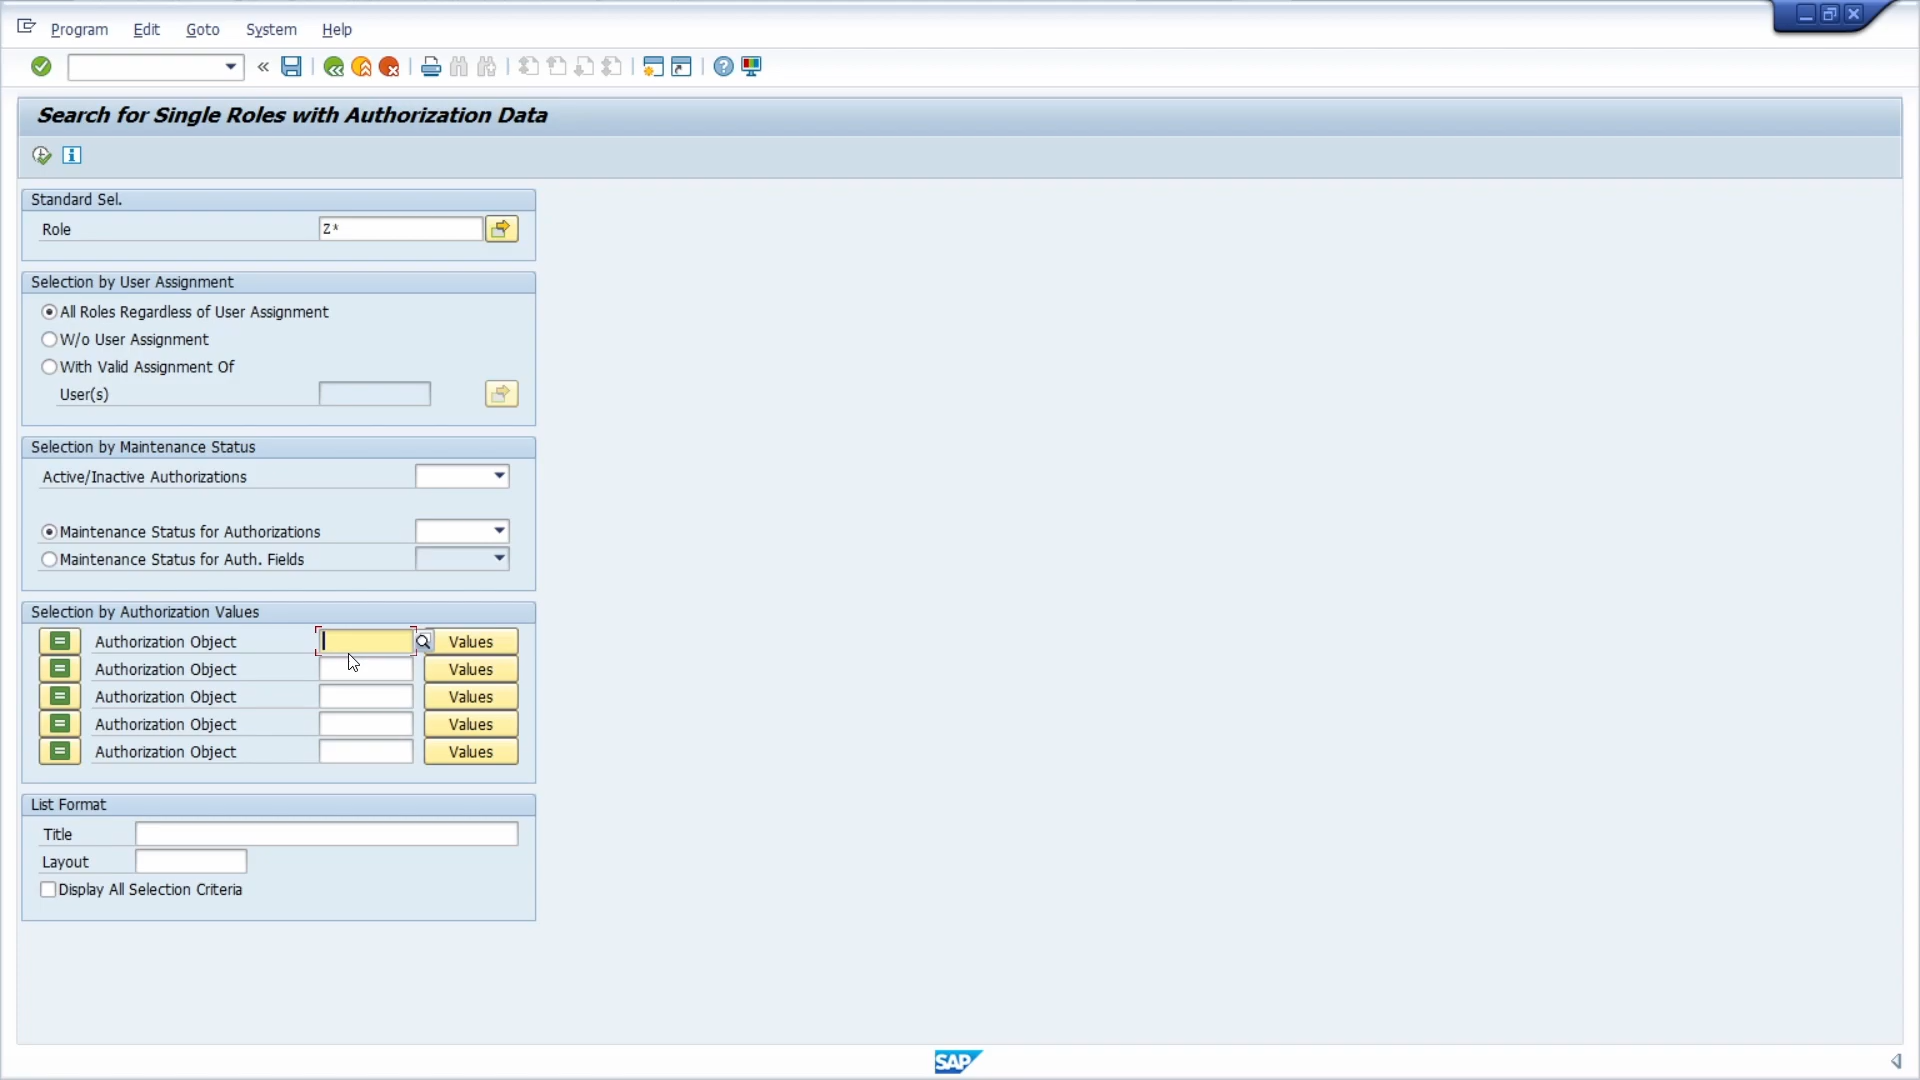 Program Edit Goto System Help
Search for Single Roles with Authorization Data
Standard Sel.
Role Z*
Selection by User Assignment
All Roles Regardless of User Assignment
W/o User Assignment
With Valid Assignment Of
User(s)
Selection by Maintenance Status
Active/Inactive Authorizations
Maintenance Status for Authorizations
Maintenance Status for Auth. Fields
Selection by Authorization Values
Authorization Object Values
Authorization Object Values
Authorization Object Values
Authorization Object Values
Authorization Object Values
List Format
Title
Layout
Display All Selection Criteria
SAP